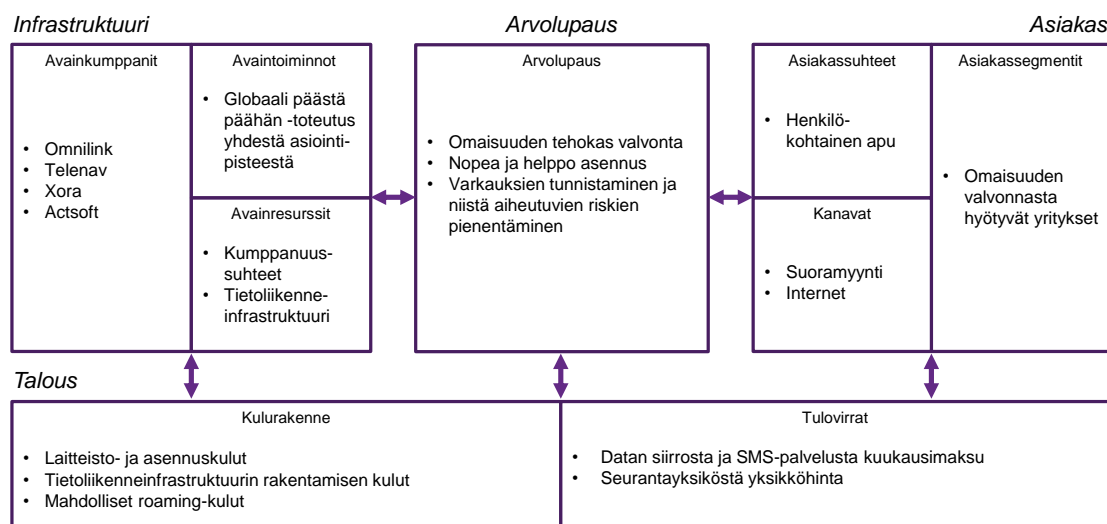 Infrastruktuuri
Arvolupaus
Asiakas
Avainkumppanit
• Omnilink
• Telenav
• Xora
• Actsoft
Avaintoiminnot
• Globaali päästä
päähän -toteutus
yhdestä asiointi-
pisteestä
Avainresurssit
• Kumppanuus-
suhteet
• Tietoliikenne-
infrastruktuuri
Arvolupaus
• Omaisuuden tehokas valvonta
• Nopea ja helppo asennus
• Varkauksien tunnistaminen ja
niistä aiheutuvien riskien
pienentäminen
Asiakassuhteet
• Henkilö-
kohtainen apu
Kanavat
• Suoramyynti
• Internet
Asiakassegmentit
• Omaisuuden
valvonnasta
hyötyvät yritykset
Talous
Kulurakenne
• Laitteisto- ja asennuskulut
• Tietoliikenneinfrastruktuurin rakentamisen kulut
• Mahdolliset roaming-kulut
Tulovirrat
• Datan siirrosta ja SMS-palvelusta kuukausimaksu
• Seurantayksiköstä yksikköhinta